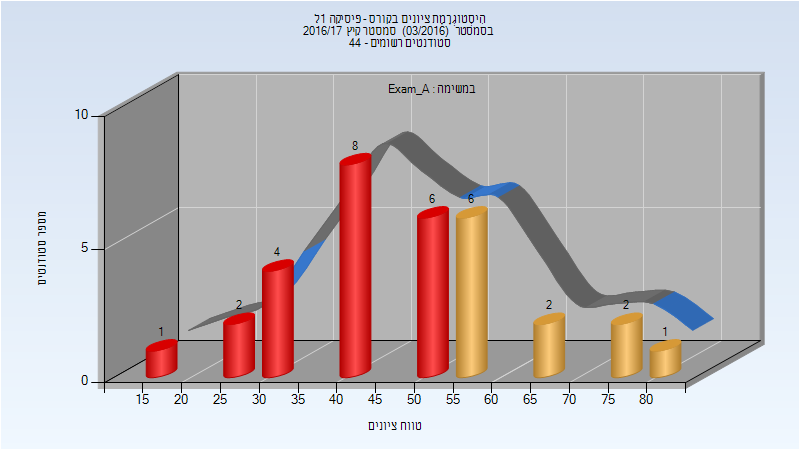 היסטוגרמת ציונים בקורס - פיסיקה 1ל
בסמסטר (03/2016) סמסטר קיץ 2016/17
סטודנטים רשומים - 44
במשימה : Exam_A
10
5
0
מספר סטודנטים
1
2
4
8
6
6
2
2
1
15 20 25 30 35 40 45 50 55 60 65 70 75 80
טווח ציונים